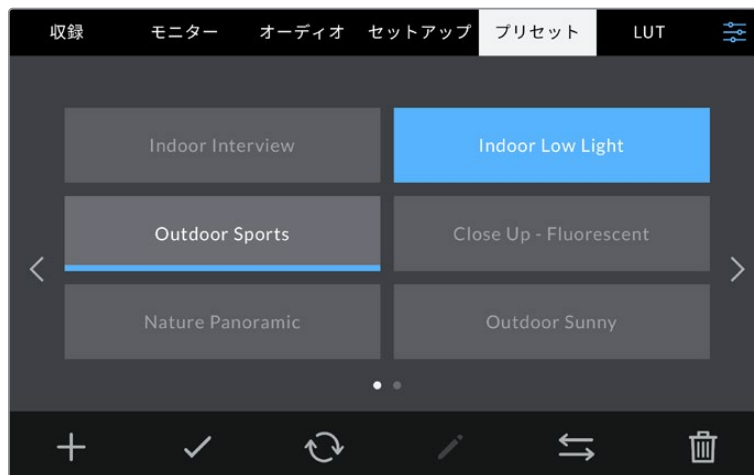 収録 モニター オーディオ セットアップ プリセット LUT
Indoor Interview Indoor Low Light
Outdoor Sports Close Up - Fluorescent
Nature Panoramic Outdoor Sunny